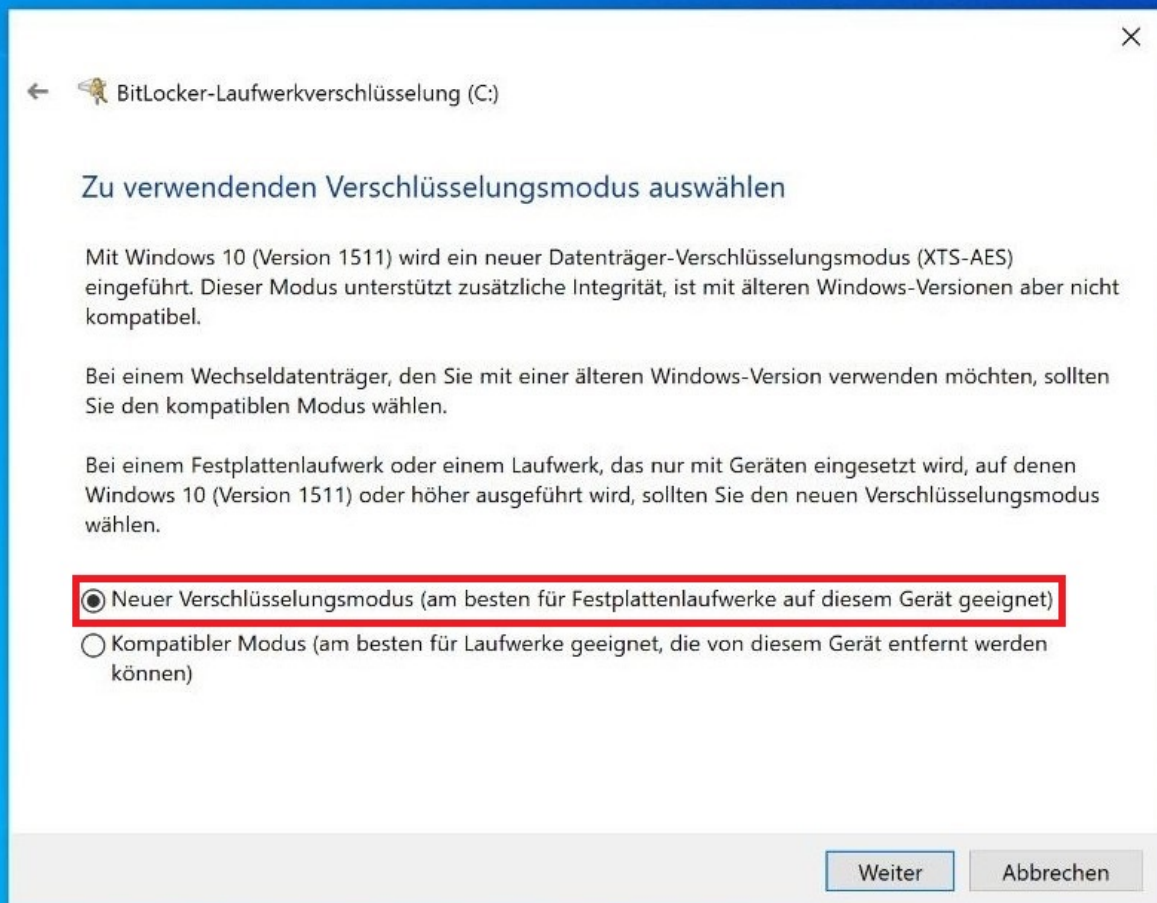 BitLocker-Laufwerkverschlüsselung (C:)
Zu verwendenden Verschlüsselungsmodus auswählen
Mit Windows 10 (Version 1511) wird ein neuer Datenträger-Verschlüsselungsmodus (XTS-AES)
eingeführt. Dieser Modus unterstützt zusätzliche Integrität, ist mit älteren Windows-Versionen aber nicht
kompatibel.
Bei einem Wechseldatenträger, den Sie mit einer älteren Windows-Version verwenden möchten, sollten
Sie den kompatiblen Modus wählen.
Bei einem Festplattenlaufwerk oder einem Laufwerk, das nur mit Geräten eingesetzt wird, auf denen
Windows 10 (Version 1511) oder höher ausgeführt wird, sollten Sie den neuen Verschlüsselungsmodus
wählen.
Neuer Verschlüsselungsmodus (am besten für Festplattenlaufwerke auf diesem Gerät geeignet)
Kompatibler Modus (am besten für Laufwerke geeignet, die von diesem Gerät entfernt werden
können)
Weiter
Abbrechen